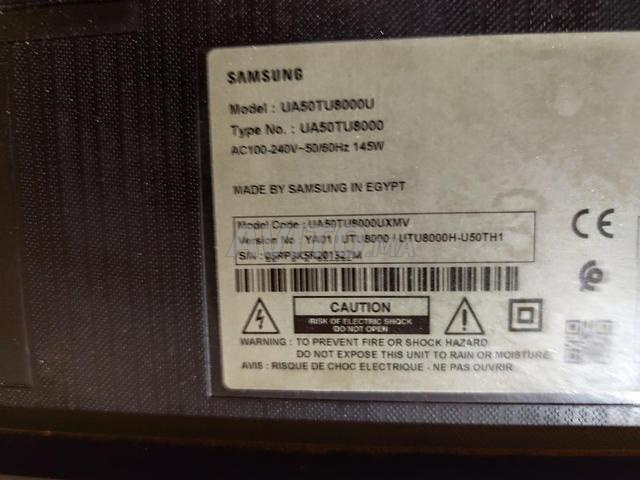 SAMSUNG
Model : UA50TU8000U
Type No. : UA50TU8000
AC100-240V~50/60Hz 145W
MADE BY SAMSUNG IN EGYPT
Model Code : UA50TU8000UXMV
Version No : YA01 / UTU8000 / UTU8000H-U50TH1
S/N :
CAUTION
RISK OF ELECTRIC SHOCK
DO NOT OPEN
WARNING : TO PREVENT FIRE OR SHOCK HAZARD
DO NOT EXPOSE THIS UNIT TO RAIN OR MOISTURE
AVIS : RISQUE DE CHOC ELECTRIQUE - NE PAS OUVRIR
CE